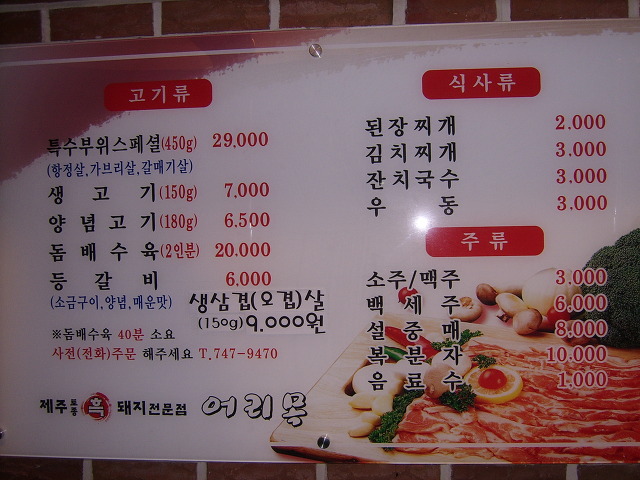 고기류
특수부위스페셜(450g) 29,000
(항정살,가브리살,갈매기살)
생고기(150g) 7,000
양념고기(180g) 6,500
돔배수육(2인분) 20,000
등갈비 6,000
(소금구이,양념,매운맛)
생삼겹(오겹)살
(150g) 9,000원
※돔배수육 40분 소요
사전(전화)주문 해주세요 T.747-9470
제주 토종 흑 돼지전문점 어리목
식사류
된장찌개 2.000
김치찌개 3.000
잔치국수 3.000
우동 3.000
주류
소주/맥주 3,000
백세주 6,000
설중매 8,000
복분자 10,000
음료수 1,000